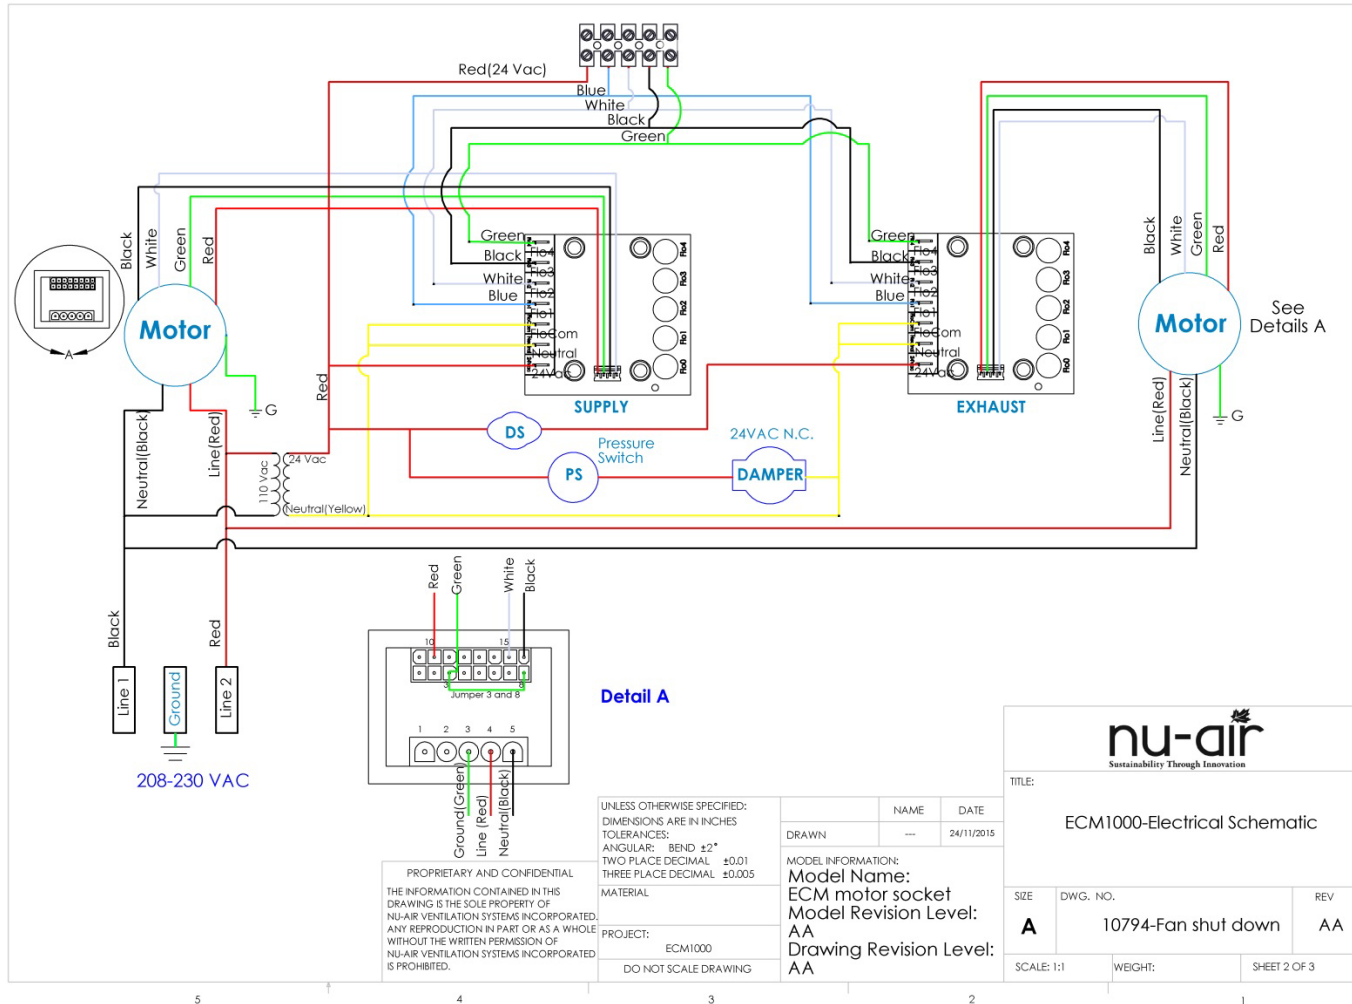 Red(24 Vac)
Blue
White
Black
Green
Black
White
Green
Red
Green
Black
White
Blue
Flo4
Flo3
Flo2
Flo1
FloCom
Neutral
24Vac
Flo4
Flo3
Flo2
Flo1
Flo0
SUPPLY
Green
Black
White
Blue
Flo4
Flo3
Flo2
Flo1
FloCom
Neutral
24Vac
Flo4
Flo3
Flo2
Flo1
Flo0
EXHAUST
Black
White
Green
Red
Motor
A
G
Motor
See
Details A
G
Line(Red)
Neutral(Black)
Red
DS
Pressure
Switch
PS
24VAC N.C.
DAMPER
Neutral(Black)
Line(Red)
110 Vac
24 Vac
Neutral(Yellow)
Black
Red
Line 1
Ground
Line 2
208-230 VAC
Red
Green
White
Black
10
15
3
8
Jumper 3 and 8
1 2 3 4 5
Ground(Green)
Line (Red)
Neutral(Black)
Detail A
PROPRIETARY AND CONFIDENTIAL
THE INFORMATION CONTAINED IN THIS
DRAWING IS THE SOLE PROPERTY OF
NU-AIR VENTILATION SYSTEMS INCORPORATED.
ANY REPRODUCTION IN PART OR AS A WHOLE
WITHOUT THE WRITTEN PERMISSION OF
NU-AIR VENTILATION SYSTEMS INCORPORATED
IS PROHIBITED.
UNLESS OTHERWISE SPECIFIED:
DIMENSIONS ARE IN INCHES
TOLERANCES:
ANGULAR: BEND ±2°
TWO PLACE DECIMAL ±0.01
THREE PLACE DECIMAL ±0.005
MATERIAL
PROJECT:
ECM1000
DO NOT SCALE DRAWING
NAME DATE
DRAWN --- 24/11/2015
MODEL INFORMATION:
Model Name:
ECM motor socket
Model Revision Level:
AA
Drawing Revision Level:
AA
nu-air
Sustainability Through Innovation
TITLE:
ECM1000-Electrical Schematic
SIZE DWG. NO. REV
A 10794-Fan shut down AA
SCALE: 1:1 WEIGHT: SHEET 2 OF 3
5 4 3 2 1